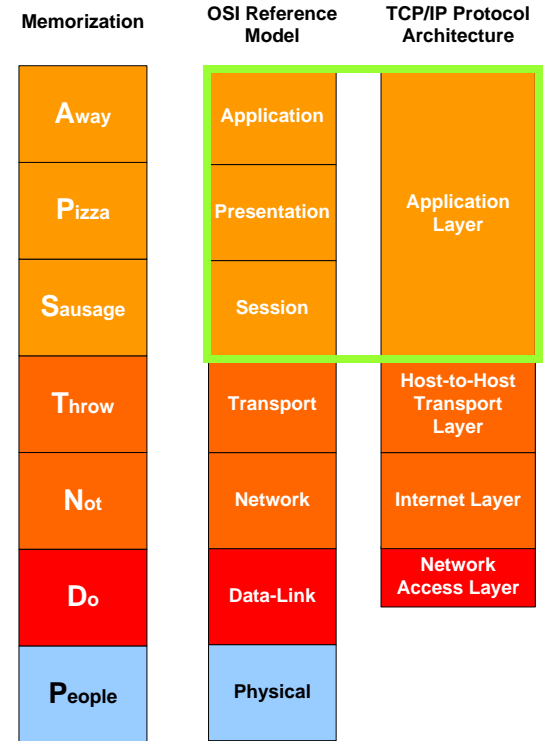 Memorization
OSI Reference
Model
TCP/IP Protocol
Architecture
Away
Pizza
Sausage
Throw
Not
Do
People
Application
Presentation
Session
Transport
Network
Data-Link
Physical
Application
Layer
Host-to-Host
Transport
Layer
Internet Layer
Network
Access Layer